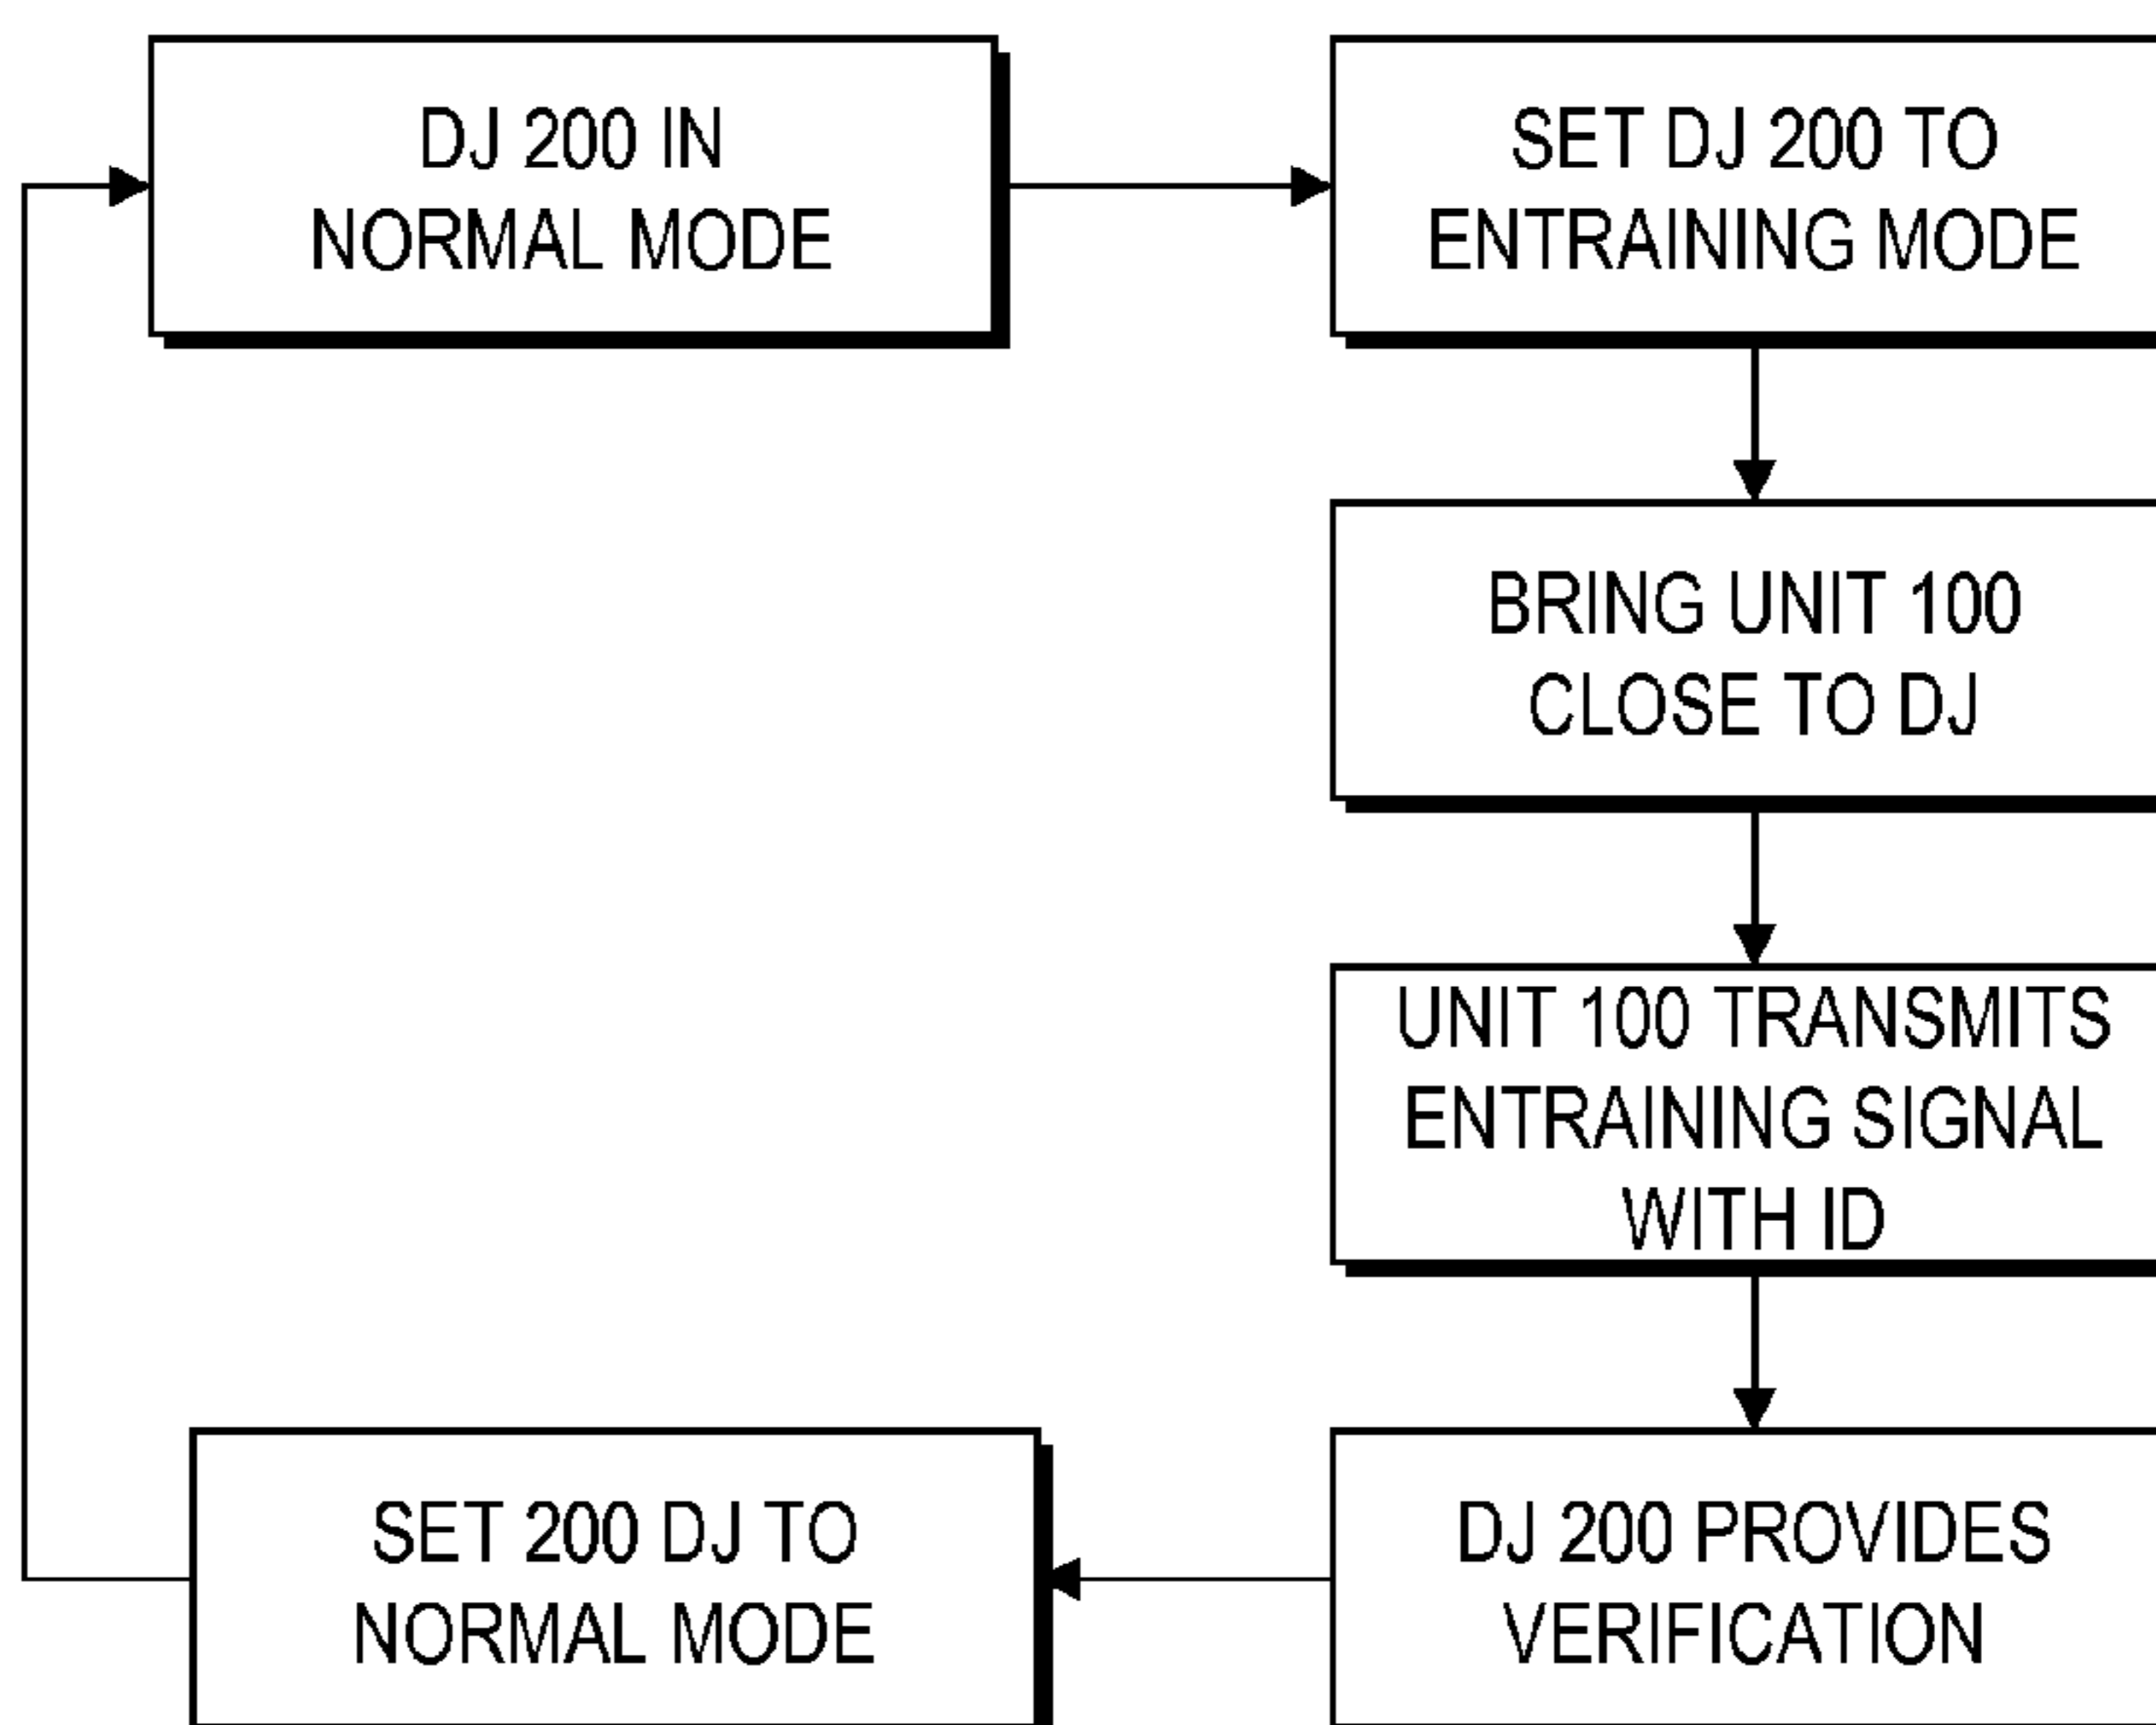 DJ 200 IN
NORMAL MODE
SET DJ 200 TO
ENTRAINING MODE
BRING UNIT 100
CLOSE TO DJ
UNIT 100 TRANSMITS
ENTRAINING SIGNAL
WITH ID
DJ 200 PROVIDES
VERIFICATION
SET 200 DJ TO
NORMAL MODE